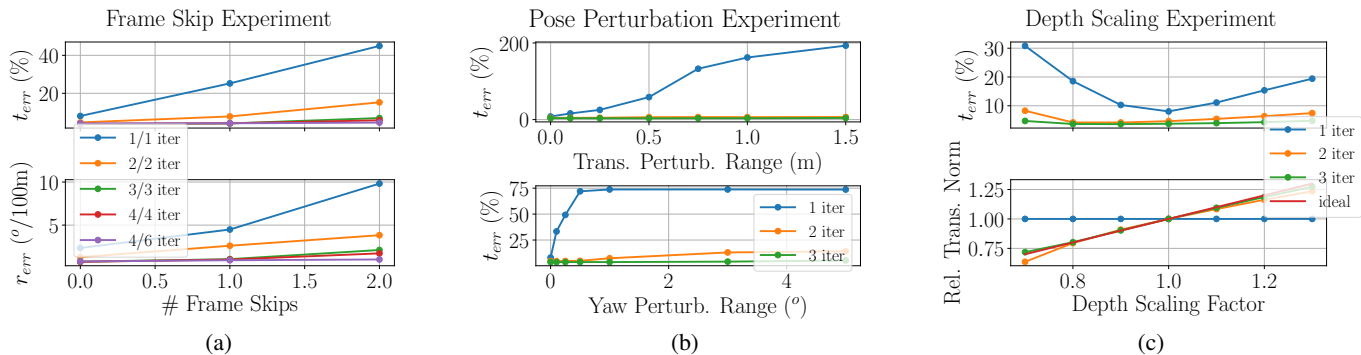 Frame Skip Experiment
t_err (%)
40
20
1/1 iter
2/2 iter
3/3 iter
4/4 iter
4/6 iter
r_err (°/100m)
10
5
0.0 0.5 1.0 1.5 2.0
# Frame Skips
(a)
Pose Perturbation Experiment
t_err (%)
200
0
0.0 0.5 1.0 1.5
Trans. Perturb. Range (m)
t_err (%)
75
50
25
1 iter
2 iter
3 iter
0 2 4
Yaw Perturb. Range (°)
(b)
Depth Scaling Experiment
t_err (%)
30
20
10
1 iter
2 iter
3 iter
ideal
Rel. Trans. Norm
1.25
1.00
0.75
0.8 1.0 1.2
Depth Scaling Factor
(c)